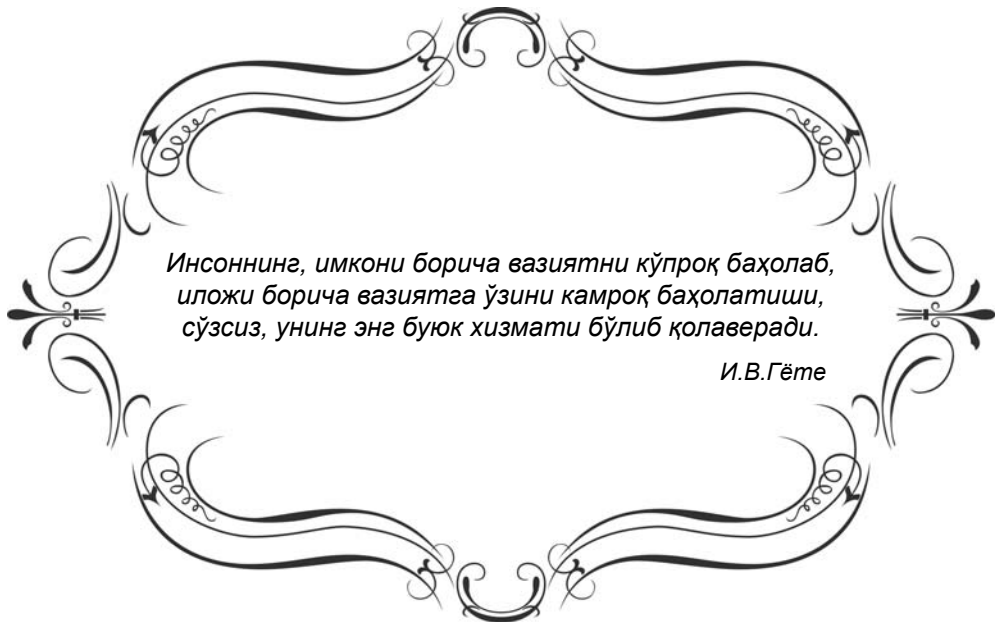 Инсоннинг, имкони борича вазиятни кўпроқ баҳолаб,
иложи борича вазиятга ўзини камроқ баҳолатиши,
сўзсиз, унинг энг буюк хизмати бўлиб қолаверади.
И.В.Гёте